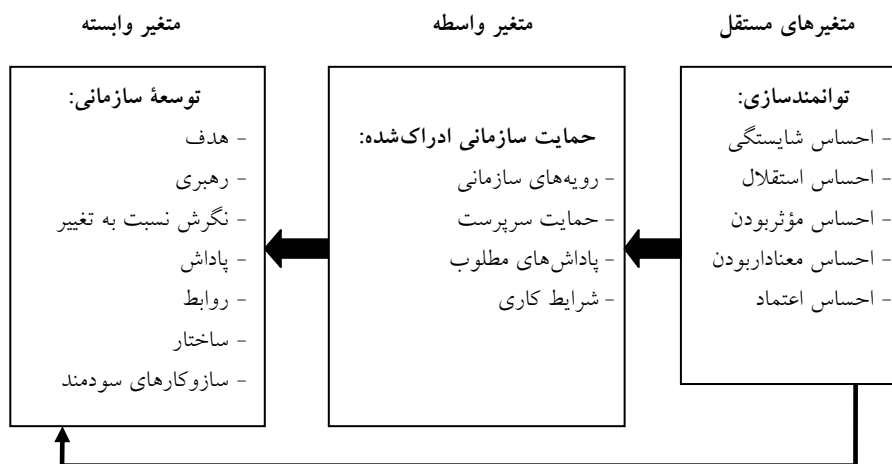 متغیرهای مستقل
متغیر واسطه
متغیر وابسته
توانمندسازی:
- احساس شایستگی
- احساس استقلال
- احساس مؤثربودن
- احساس معناداربودن
- احساس اعتماد
حمایت سازمانی ادراک‌شده:
- رویه‌های سازمانی
- حمایت سرپرست
- پاداش‌های مطلوب
- شرایط کاری
توسعۀ سازمانی:
- هدف
- رهبری
- نگرش نسبت به تغییر
- پاداش
- روابط
- ساختار
- سازوکارهای سودمند